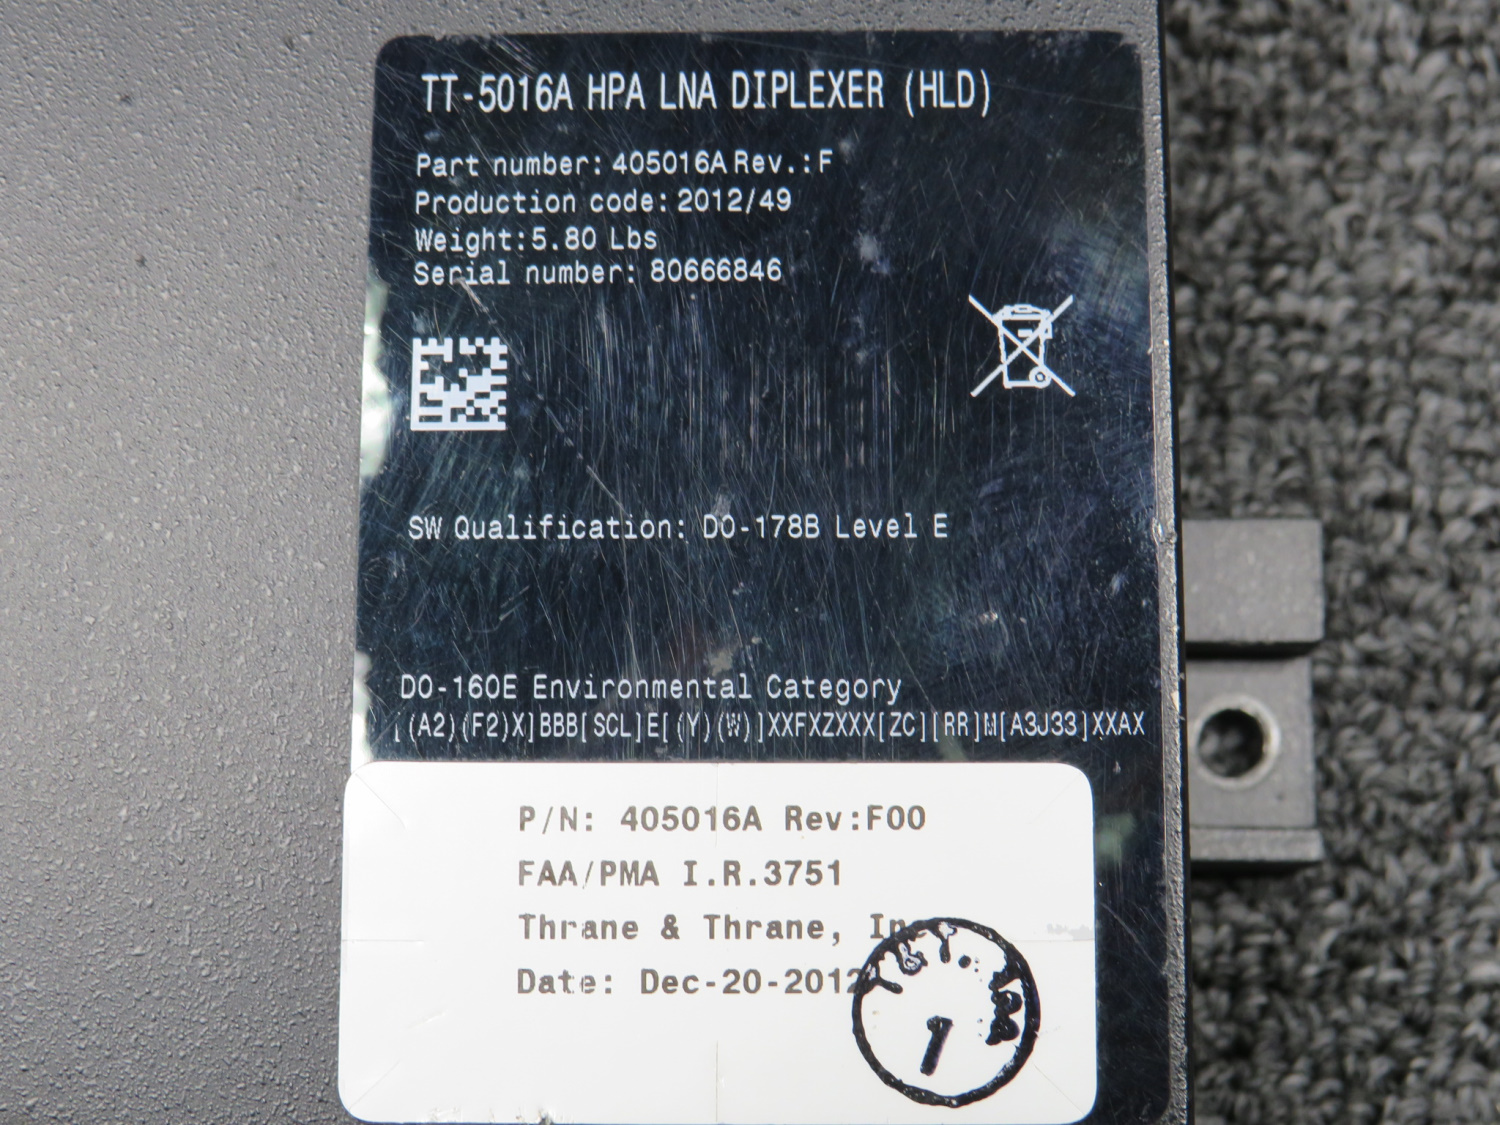 TT-5016A HPA LNA DIPLEXER (HLD)
Part number: 405016A Rev.: F
Production code: 2012/49
Weight: 5.80 Lbs
Serial number: 80666846
SW Qualification: DO-178B Level E
DO-160E Environmental Category
[(A2)(F2)X]BBB[SCL]E[(Y)(W)]XXFXZXXX[ZC][RR]M[A3J33]XXAX
P/N: 405016A Rev:F00
FAA/PMA I.R.3751
Thrane & Thrane, Inc
Date: Dec-20-2012
1